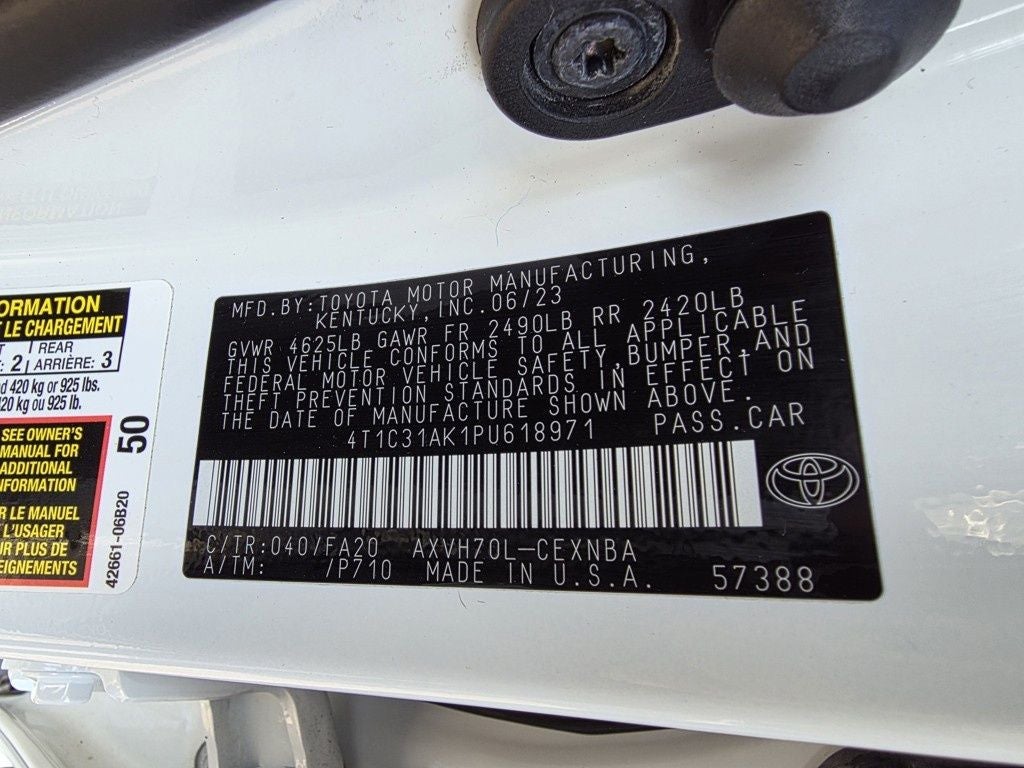 MFD. BY: TOYOTA MOTOR MANUFACTURING,
KENTUCKY, INC. 06/23
GVWR 4625LB GAWR FR 2490LB RR 2420LB
THIS VEHICLE CONFORMS TO ALL APPLICABLE
FEDERAL MOTOR VEHICLE SAFETY, BUMPER, AND
THEFT PREVENTION STANDARDS IN EFFECT ON
THE DATE OF MANUFACTURE SHOWN ABOVE.
4T1C31AK1PU618971 PASS. CAR
C/TR: 040/FA20 AXVH70L-CEXNBA
A/TM: /P710 MADE IN U.S.A. 57388
ORMATION
LE CHARGEMENT
2 REAR
ARRIÈRE: 3
420 kg or 925 lbs.
20 kg ou 925 lb.
SEE OWNER'S
MANUAL FOR
ADDITIONAL
NFORMATION
R LE MANUEL
L'USAGER
PLUS DE
EIGNEMENTS
50
42661-06B20